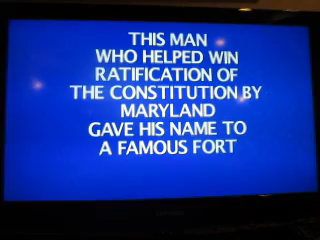 THIS MAN
WHO HELPED WIN
RATIFICATION OF
THE CONSTITUTION BY
MARYLAND
GAVE HIS NAME TO
A FAMOUS FORT